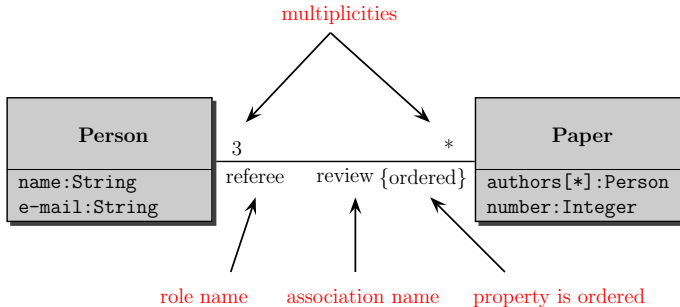 multiplicities
Person
name:String
e-mail:String
3
*
referee
review
{ordered}
Paper
authors[*]:Person
number:Integer
role name
association name
property is ordered